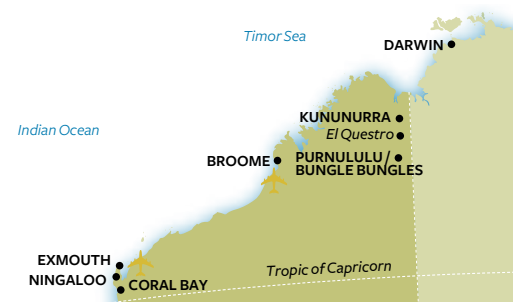 Timor Sea
DARWIN
KUNUNURRA
Indian Ocean
El Questro
BROOME
PURNULULU /
BUNGLE BUNGLES
EXMOUTH
Tropic of Capricorn
NINGALOO
CORAL BAY